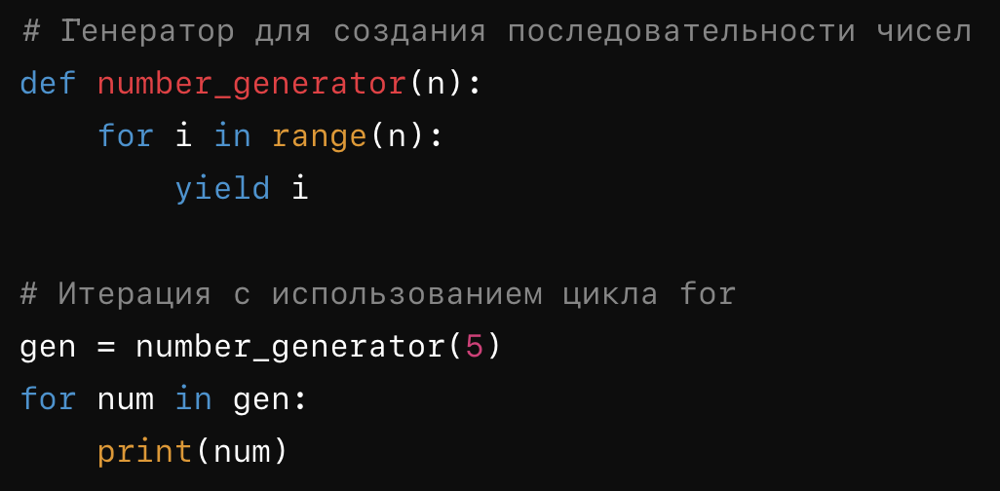 # Генератор для создания последовательности чисел
def number_generator(n):
    for i in range(n):
        yield i

# Итерация с использованием цикла for
gen = number_generator(5)
for num in gen:
    print(num)